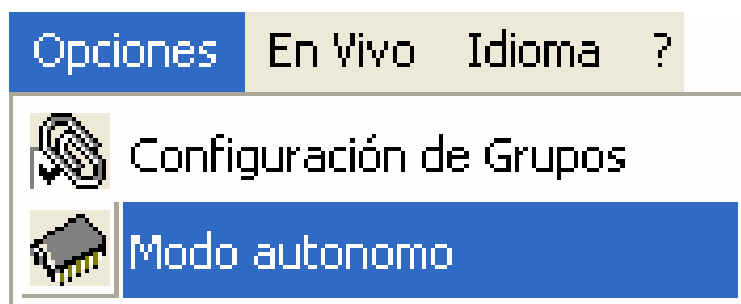 Opciones En Vivo Idioma ?
Configuración de Grupos
Modo autonomo